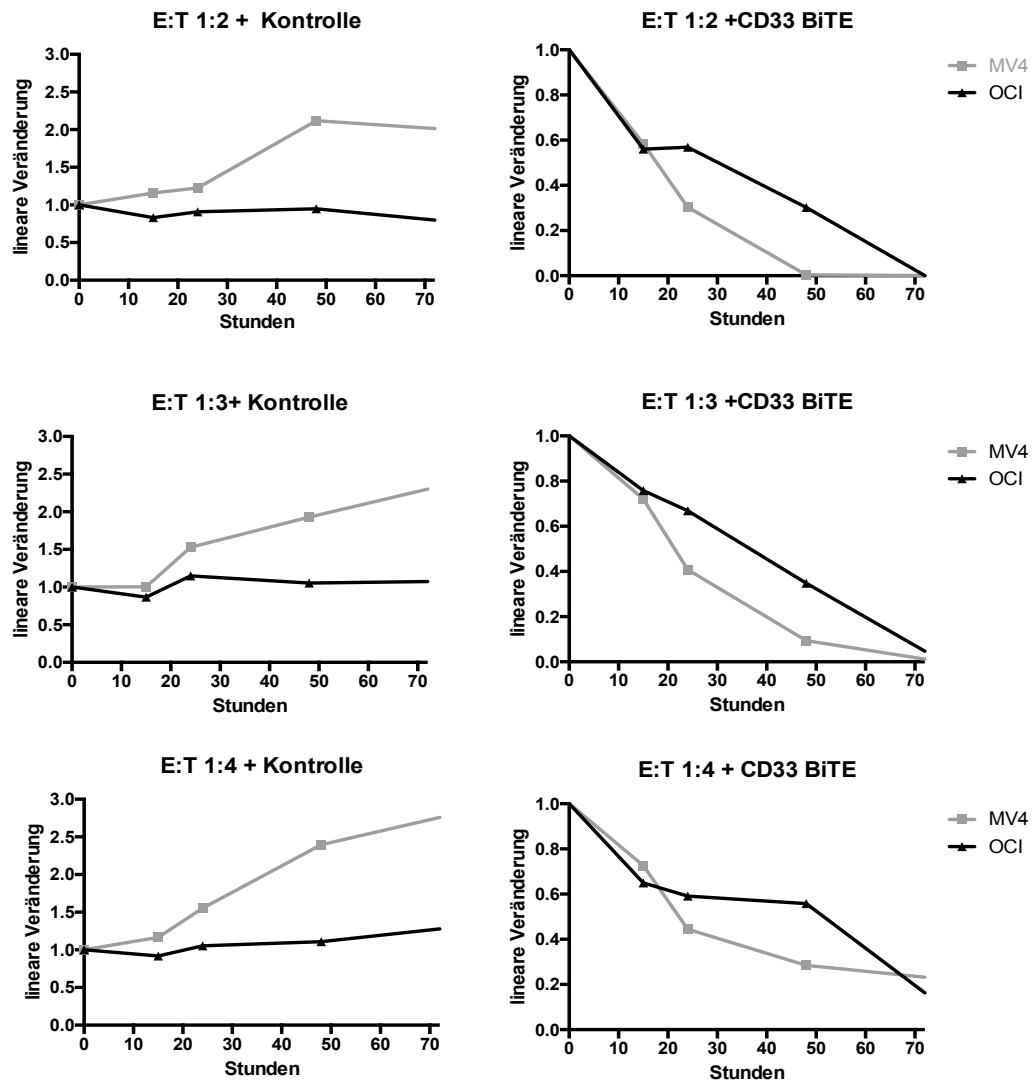 E:T 1:2 +  Kontrolle
lineare Veränderung
3.0
2.5
2.0
1.5
1.0
0.5
0.0
0 10 20 30 40 50 60 70
Stunden
E:T 1:2 +CD33 BiTE
lineare Veränderung
1.0
0.8
0.6
0.4
0.2
0.0
0 10 20 30 40 50 60 70
Stunden
MV4
OCI
E:T 1:3+ Kontrolle
lineare Veränderung
3.0
2.5
2.0
1.5
1.0
0.5
0.0
0 10 20 30 40 50 60 70
Stunden
E:T 1:3 +CD33 BiTE
lineare Veränderung
1.0
0.8
0.6
0.4
0.2
0.0
0 10 20 30 40 50 60 70
Stunden
MV4
OCI
E:T 1:4 + Kontrolle
lineare Veränderung
3.0
2.5
2.0
1.5
1.0
0.5
0.0
0 10 20 30 40 50 60 70
Stunden
E:T 1:4 + CD33 BiTE
lineare Veränderung
1.0
0.8
0.6
0.4
0.2
0.0
0 10 20 30 40 50 60 70
Stunden
MV4
OCI